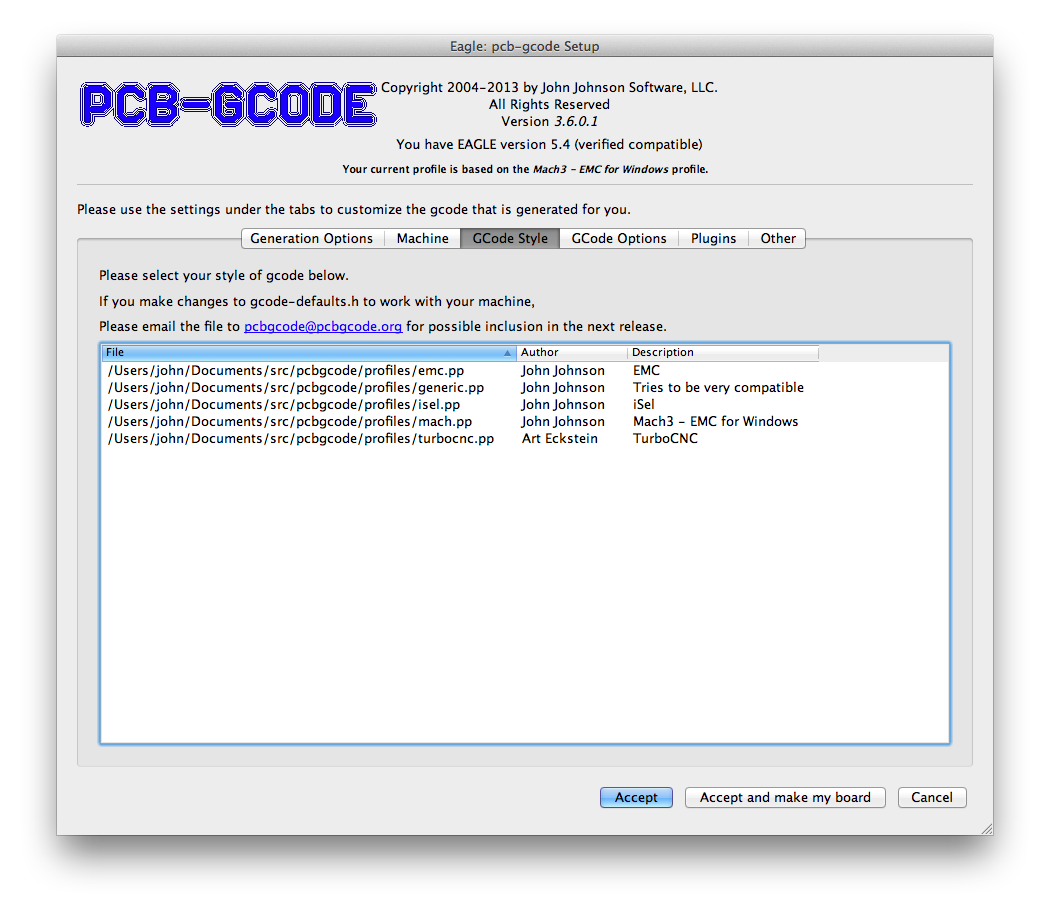 Eagle: pcb-gcode Setup
PCB-GCODE
Copyright 2004-2013 by John Johnson Software, LLC.
All Rights Reserved
Version 3.6.0.1
You have EAGLE version 5.4 (verified compatible)
Your current profile is based on the Mach3 - EMC for Windows profile.
Please use the settings under the tabs to customize the gcode that is generated for you.
Generation Options Machine GCode Style GCode Options Plugins Other
Please select your style of gcode below.
If you make changes to gcode-defaults.h to work with your machine,
Please email the file to pcbgcode@pcbgcode.org for possible inclusion in the next release.
File Author Description
/Users/john/Documents/src/pcbgcode/profiles/emc.pp John Johnson EMC
/Users/john/Documents/src/pcbgcode/profiles/generic.pp John Johnson Tries to be very compatible
/Users/john/Documents/src/pcbgcode/profiles/isel.pp John Johnson iSel
/Users/john/Documents/src/pcbgcode/profiles/mach.pp John Johnson Mach3 - EMC for Windows
/Users/john/Documents/src/pcbgcode/profiles/turbocnc.pp Art Eckstein TurboCNC
Accept Accept and make my board Cancel